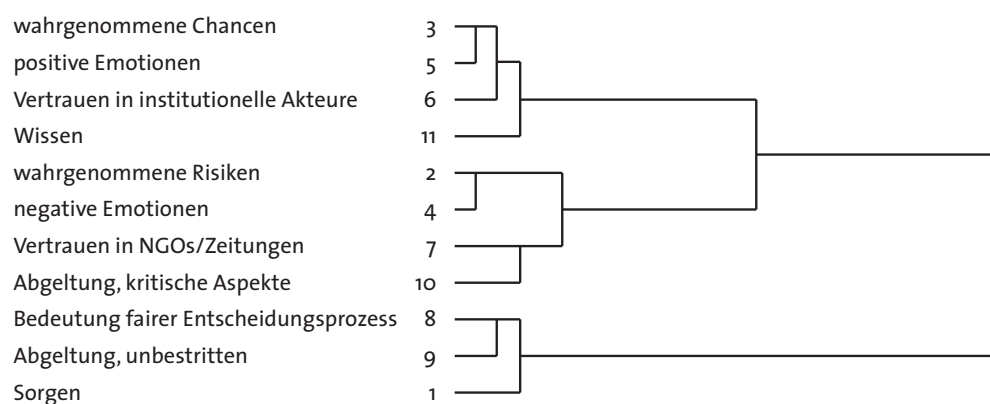 wahrgenommene Chancen 3
positive Emotionen 5
Vertrauen in institutionelle Akteure 6
Wissen 11
wahrgenommene Risiken 2
negative Emotionen 4
Vertrauen in NGOs/Zeitungen 7
Abgeltung, kritische Aspekte 10
Bedeutung fairer Entscheidungsprozess 8
Abgeltung, unbestritten 9
Sorgen 1